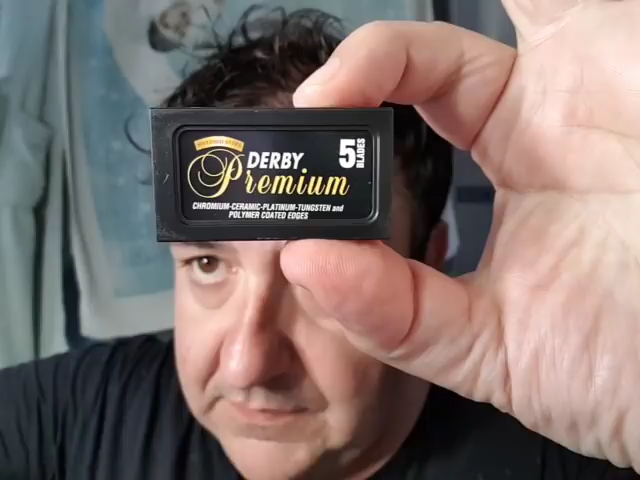 DERBY
Premium
5
BLADES
CHROMIUM-CERAMIC-PLATINUM-TUNGSTEN and
POLYMER COATED EDGES